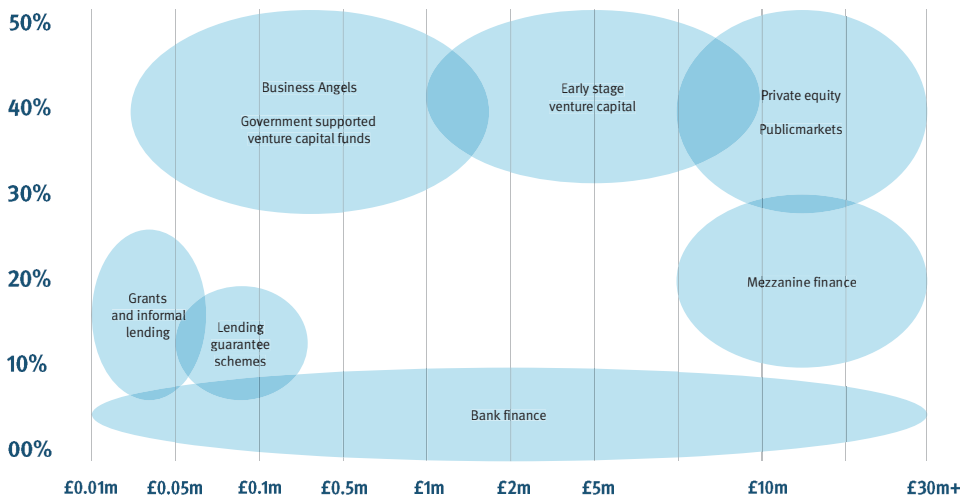 50%
Business Angels
Early stage
venture capital
Private equity
40%
Government supported
venture capital funds
Publicmarkets
30%
20%
Mezzanine finance
Grants
and informal
lending
Lending
guarantee
schemes
10%
Bank finance
00%
£0.01m £0.05m £0.1m £0.5m £1m £2m £5m £10m £30m+